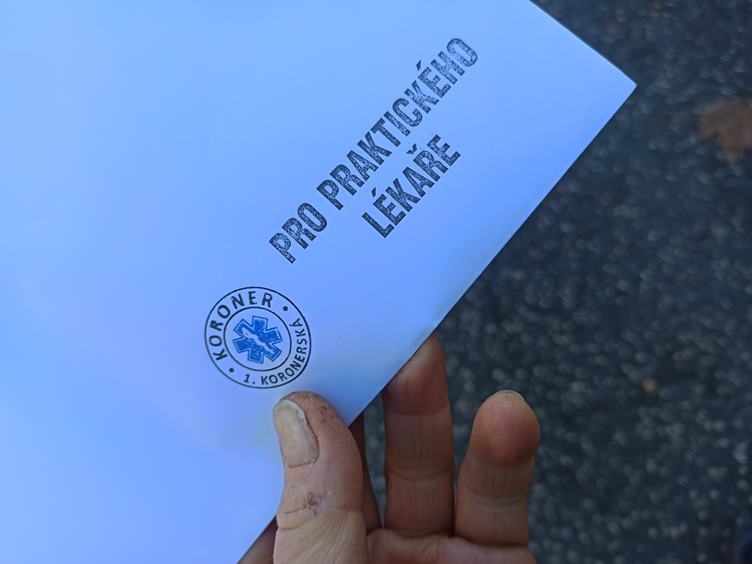 PRO PRAKTICKÉHO
LÉKAŘE
KORONER
1. KORONERSKÁ